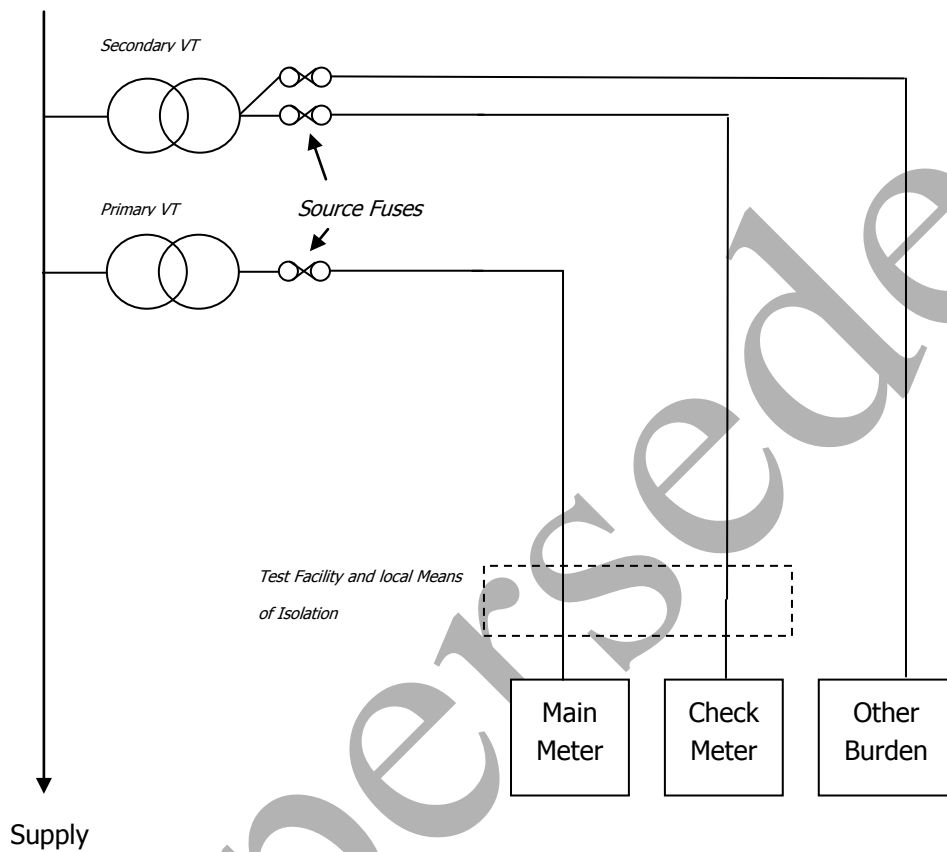 Secondary VT
Primary VT
Source Fuses
Test Facility and local Means
of Isolation
Main
Meter
Check
Meter
Other
Burden
Supply